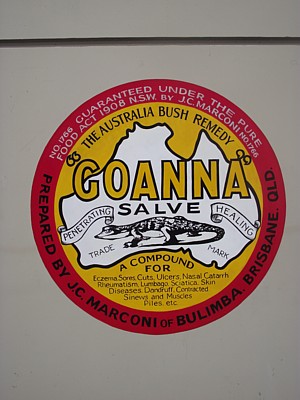 No 1766 GUARANTEED UNDER THE PURE No 1766
FOOD ACT 1908 N.S.W. BY J.C. MARCONI
THE AUSTRALIA BUSH REMEDY
GOANNA
SALVE
PENETRATING
HEALING
TRADE MARK
A COMPOUND
FOR
Eczema, Sores, Cuts, Ulcers, Nasal Catarrh
Rheumatism, Lumbago, Sciatica, Skin
Diseases, Dandruff, Contracted
Sinews and Muscles
Piles, etc.
PREPARED BY J.C. MARCONI OF BULIMBA, BRISBANE, QLD.